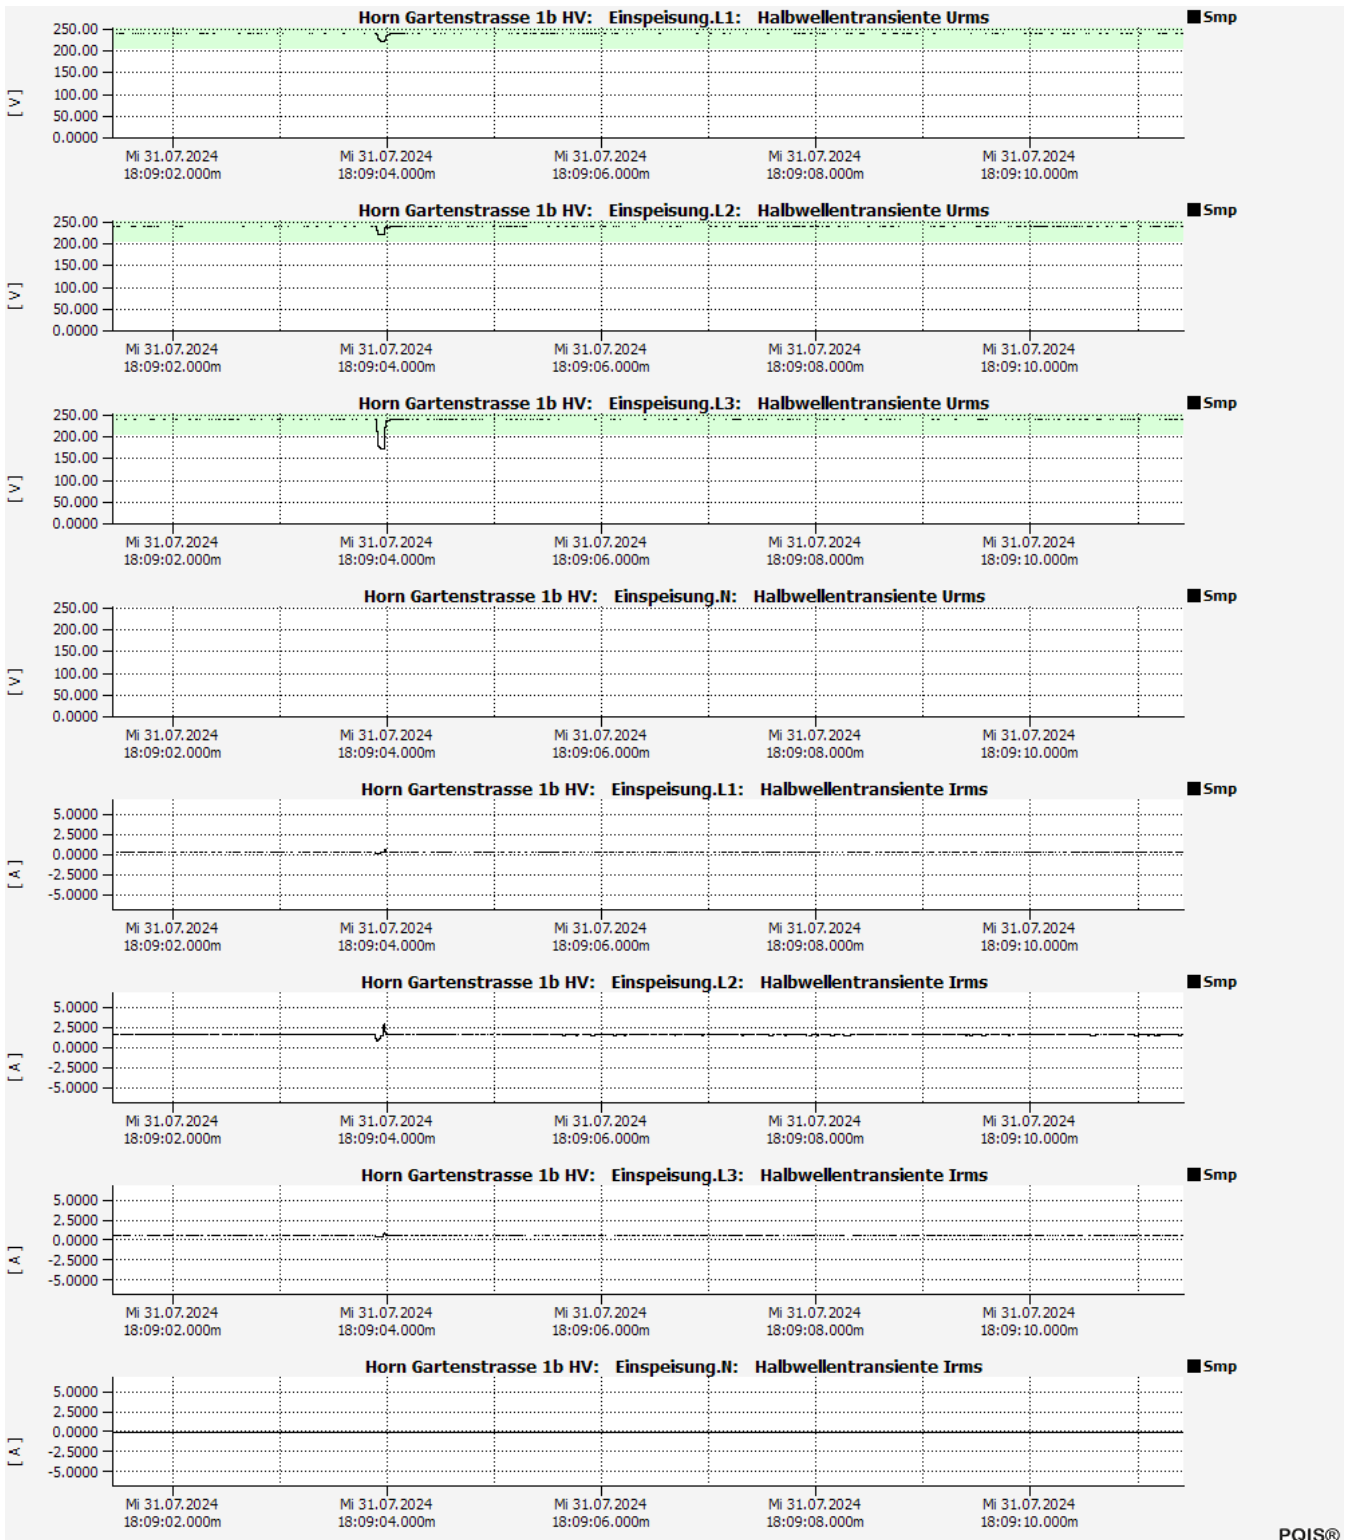 Horn Gartenstrasse 1b HV: Einspeisung.L1: Halbwellentransiente Urms
Smp
250.00
200.00
150.00
100.00
50.000
0.0000
[ V ]
Mi 31.07.2024 Mi 31.07.2024 Mi 31.07.2024 Mi 31.07.2024 Mi 31.07.2024
18:09:02.000m 18:09:04.000m 18:09:06.000m 18:09:08.000m 18:09:10.000m
Horn Gartenstrasse 1b HV: Einspeisung.L2: Halbwellentransiente Urms
Smp
250.00
200.00
150.00
100.00
50.000
0.0000
[ V ]
Mi 31.07.2024 Mi 31.07.2024 Mi 31.07.2024 Mi 31.07.2024 Mi 31.07.2024
18:09:02.000m 18:09:04.000m 18:09:06.000m 18:09:08.000m 18:09:10.000m
Horn Gartenstrasse 1b HV: Einspeisung.L3: Halbwellentransiente Urms
Smp
250.00
200.00
150.00
100.00
50.000
0.0000
[ V ]
Mi 31.07.2024 Mi 31.07.2024 Mi 31.07.2024 Mi 31.07.2024 Mi 31.07.2024
18:09:02.000m 18:09:04.000m 18:09:06.000m 18:09:08.000m 18:09:10.000m
Horn Gartenstrasse 1b HV: Einspeisung.N: Halbwellentransiente Urms
Smp
250.00
200.00
150.00
100.00
50.000
0.0000
[ V ]
Mi 31.07.2024 Mi 31.07.2024 Mi 31.07.2024 Mi 31.07.2024 Mi 31.07.2024
18:09:02.000m 18:09:04.000m 18:09:06.000m 18:09:08.000m 18:09:10.000m
Horn Gartenstrasse 1b HV: Einspeisung.L1: Halbwellentransiente Irms
Smp
5.0000
2.5000
0.0000
-2.5000
-5.0000
[ A ]
Mi 31.07.2024 Mi 31.07.2024 Mi 31.07.2024 Mi 31.07.2024 Mi 31.07.2024
18:09:02.000m 18:09:04.000m 18:09:06.000m 18:09:08.000m 18:09:10.000m
Horn Gartenstrasse 1b HV: Einspeisung.L2: Halbwellentransiente Irms
Smp
5.0000
2.5000
0.0000
-2.5000
-5.0000
[ A ]
Mi 31.07.2024 Mi 31.07.2024 Mi 31.07.2024 Mi 31.07.2024 Mi 31.07.2024
18:09:02.000m 18:09:04.000m 18:09:06.000m 18:09:08.000m 18:09:10.000m
Horn Gartenstrasse 1b HV: Einspeisung.L3: Halbwellentransiente Irms
Smp
5.0000
2.5000
0.0000
-2.5000
-5.0000
[ A ]
Mi 31.07.2024 Mi 31.07.2024 Mi 31.07.2024 Mi 31.07.2024 Mi 31.07.2024
18:09:02.000m 18:09:04.000m 18:09:06.000m 18:09:08.000m 18:09:10.000m
Horn Gartenstrasse 1b HV: Einspeisung.N: Halbwellentransiente Irms
Smp
5.0000
2.5000
0.0000
-2.5000
-5.0000
[ A ]
Mi 31.07.2024 Mi 31.07.2024 Mi 31.07.2024 Mi 31.07.2024 Mi 31.07.2024
18:09:02.000m 18:09:04.000m 18:09:06.000m 18:09:08.000m 18:09:10.000m
PQIS®